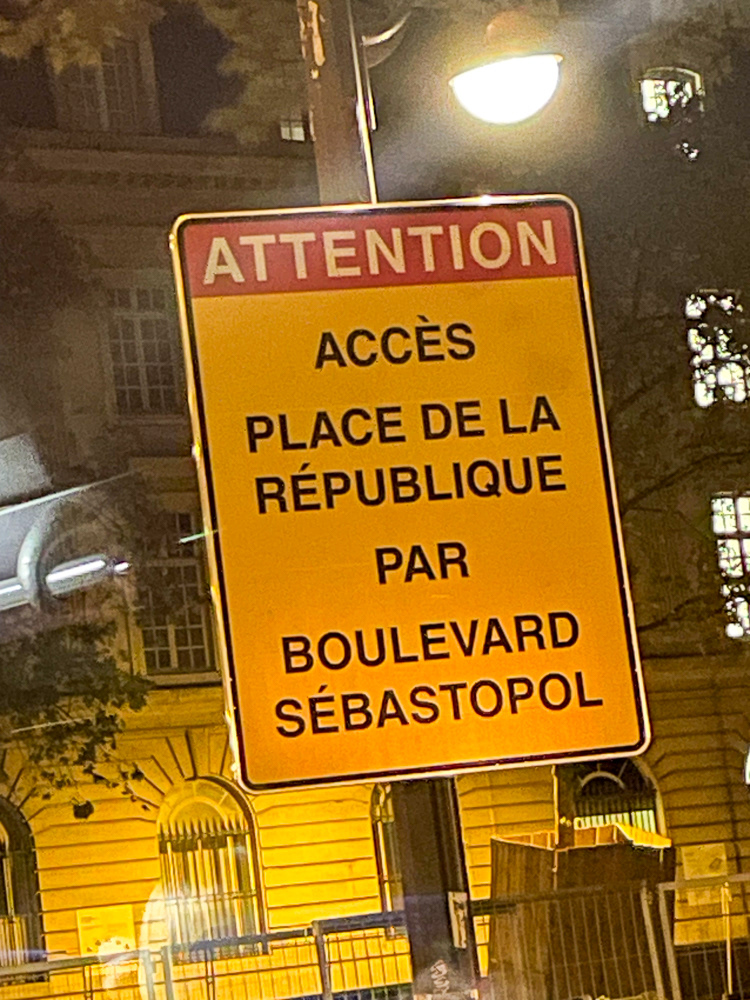 ATTENTION
ACCÈS
PLACE DE LA
RÉPUBLIQUE
PAR
BOULEVARD
SÉBASTOPOL